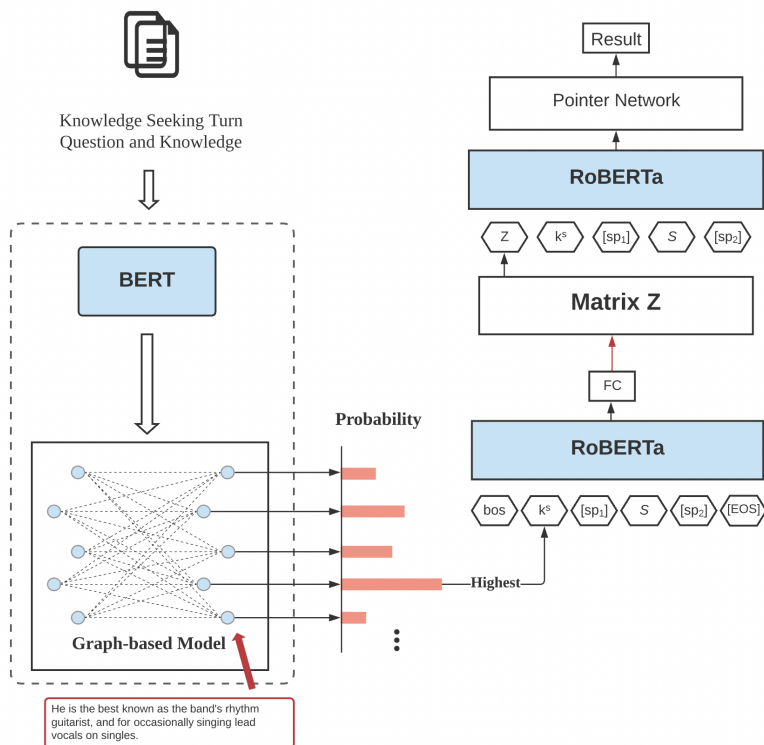 Knowledge Seeking Turn
Question and Knowledge
BERT
Graph-based Model
He is the best known as the band's rhythm
guitarist, and for occasionally singing lead
vocals on singles.
Probability
Highest
Result
Pointer Network
RoBERTa
Z kˢ [sp₁] S [sp₂]
Matrix Z
FC
RoBERTa
bos kˢ [sp₁] S [sp₂] [EOS]